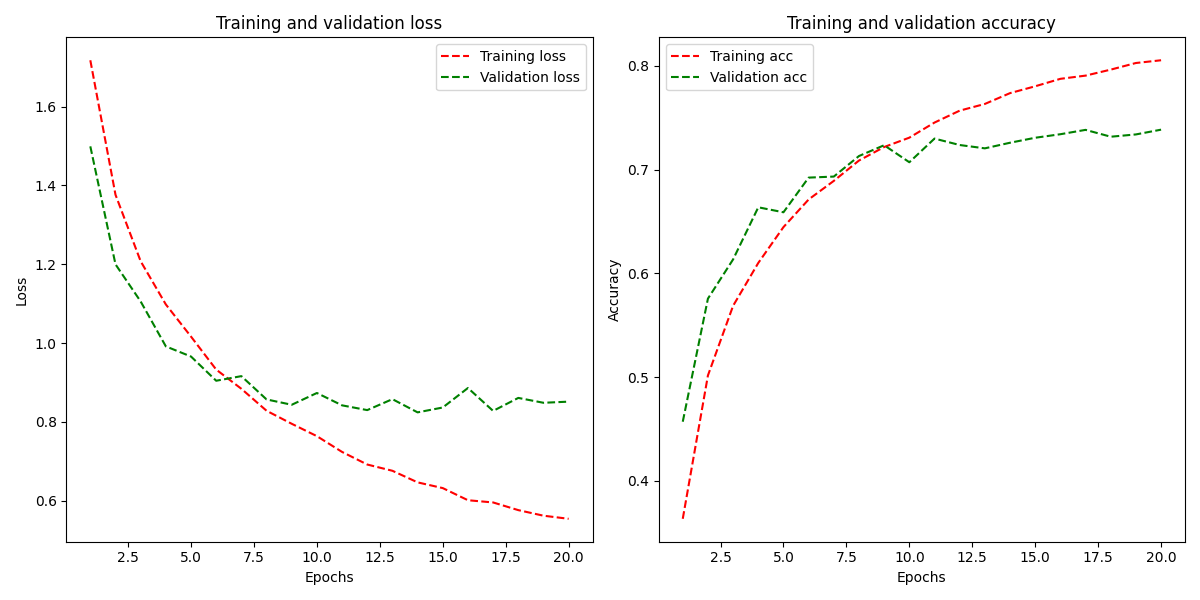 Training and validation loss
Training loss
Validation loss
1.6
1.4
1.2
1.0
0.8
0.6
Loss
2.5 5.0 7.5 10.0 12.5 15.0 17.5 20.0
Epochs
Training and validation accuracy
Training acc
Validation acc
0.8
0.7
0.6
0.5
0.4
Accuracy
2.5 5.0 7.5 10.0 12.5 15.0 17.5 20.0
Epochs